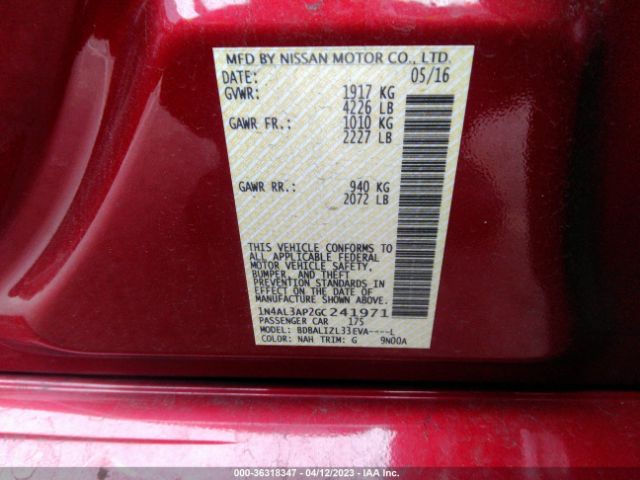 MFD BY NISSAN MOTOR CO., LTD.
DATE: 05/16
GVWR: 1917 KG
4226 LB
GAWR FR.: 1010 KG
2227 LB
GAWR RR.: 940 KG
2072 LB
THIS VEHICLE CONFORMS TO
ALL APPLICABLE FEDERAL
MOTOR VEHICLE SAFETY,
BUMPER, AND THEFT
PREVENTION STANDARDS IN
EFFECT ON THE DATE OF
MANUFACTURE SHOWN ABOVE.
1N4AL3AP2GC241971
PASSENGER CAR 175
MODEL: BDBALIZL33EVA----L
COLOR: NAH TRIM: G 9N00A
000-36318347 - 04/12/2023 - IAA Inc.